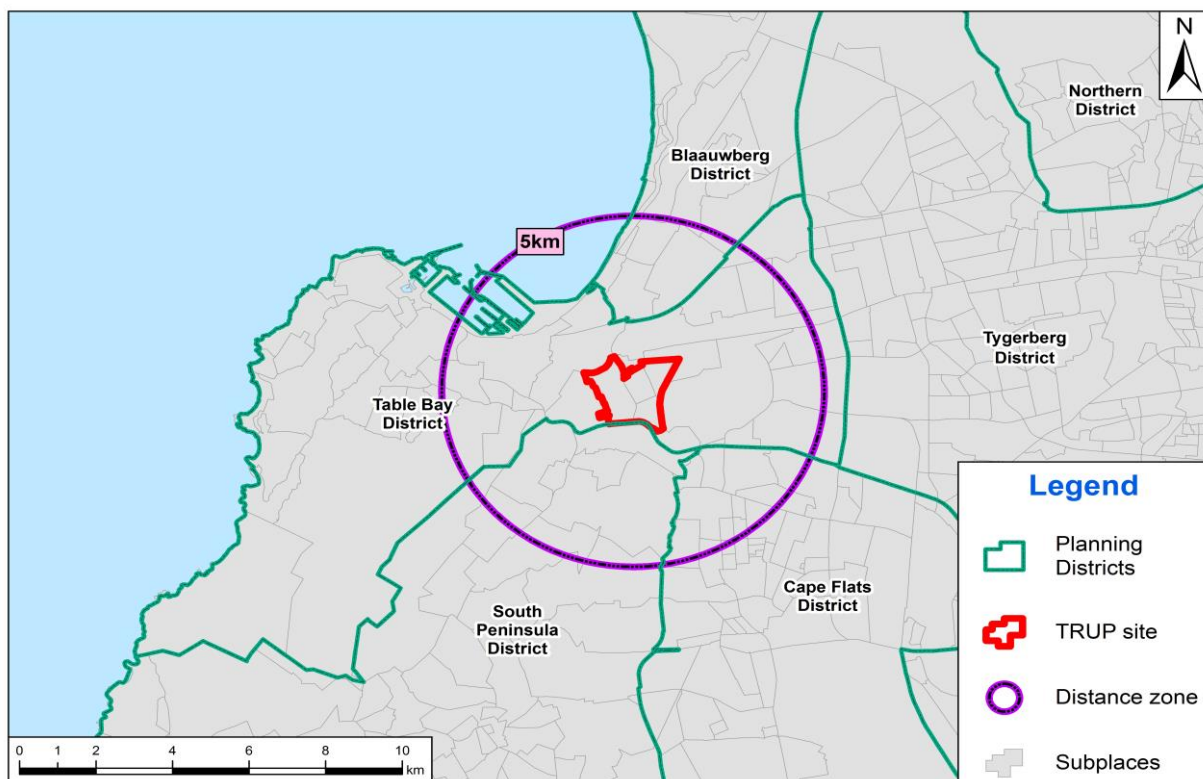 N
Northern
District
Blaauwberg
District
5km
Tygerberg
District
Table Bay
District
Cape Flats
District
South
Peninsula
District
Legend
Planning
Districts
TRUP site
Distance zone
Subplaces
0 1 2 4 6 8 10
km